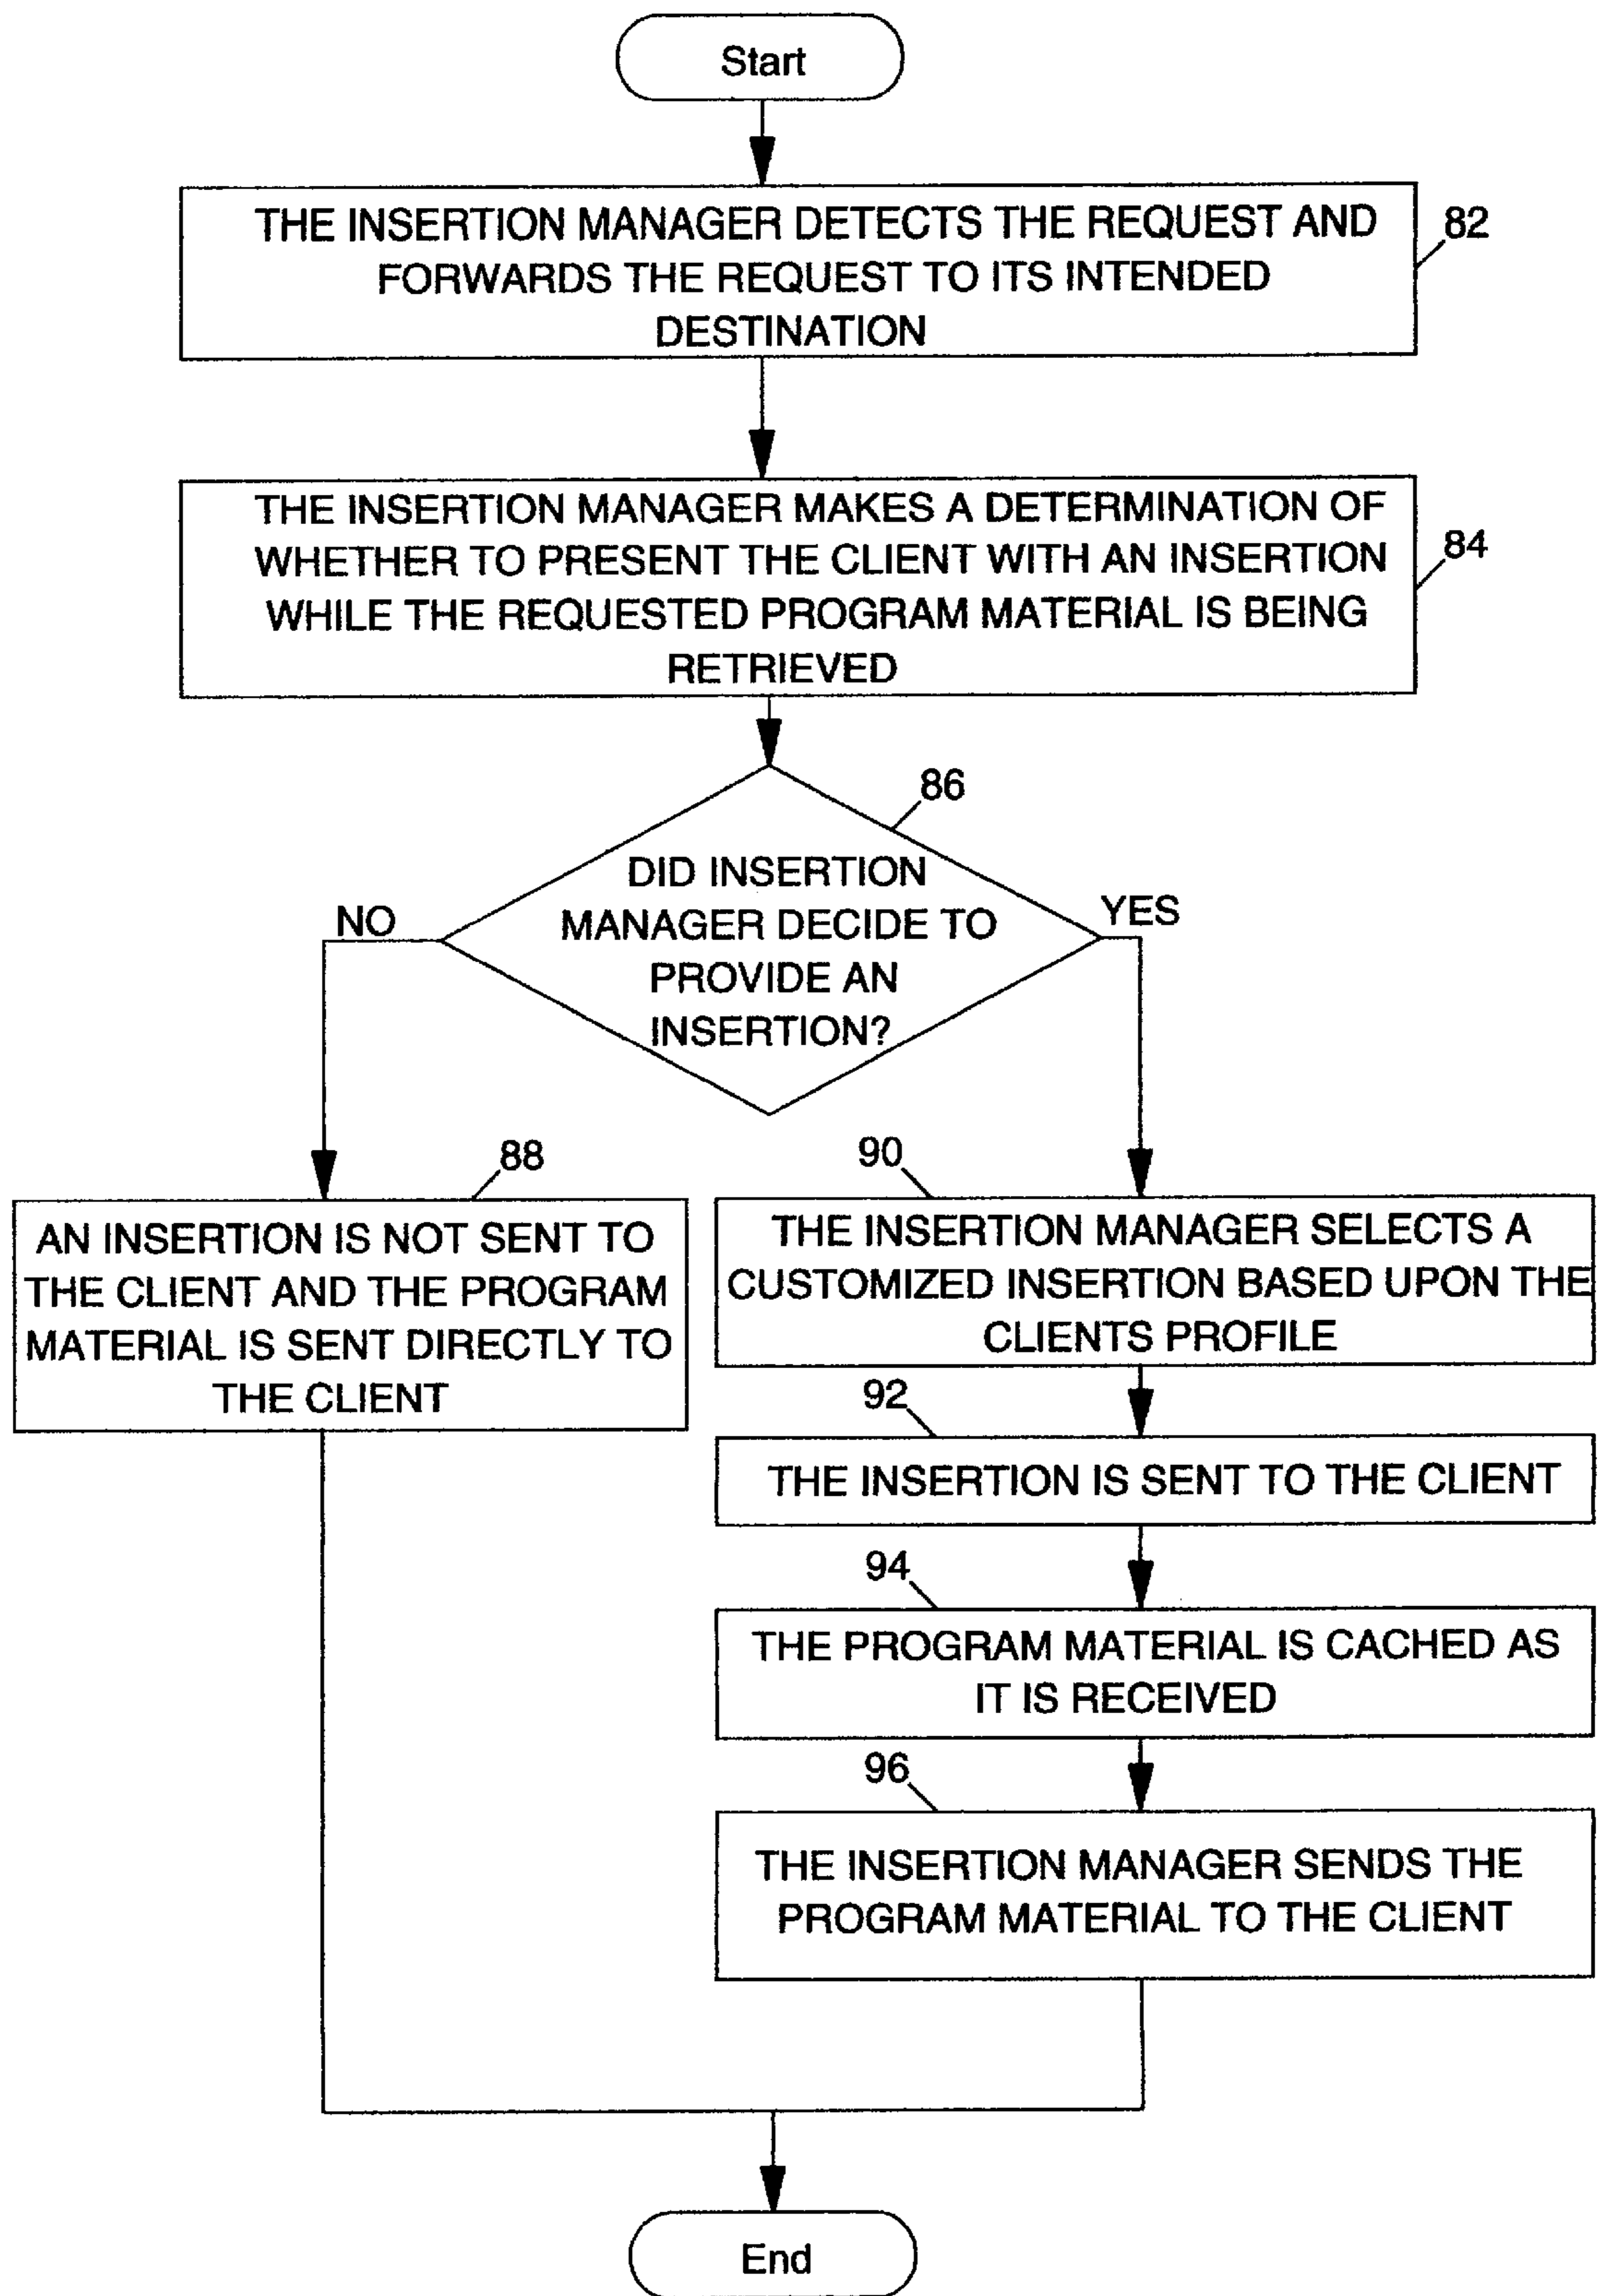 Start
THE INSERTION MANAGER DETECTS THE REQUEST AND
FORWARDS THE REQUEST TO ITS INTENDED
DESTINATION
82
THE INSERTION MANAGER MAKES A DETERMINATION OF
WHETHER TO PRESENT THE CLIENT WITH AN INSERTION
WHILE THE REQUESTED PROGRAM MATERIAL IS BEING
RETRIEVED
84
86
DID INSERTION
MANAGER DECIDE TO
PROVIDE AN
INSERTION?
NO
YES
88
AN INSERTION IS NOT SENT TO
THE CLIENT AND THE PROGRAM
MATERIAL IS SENT DIRECTLY TO
THE CLIENT
90
THE INSERTION MANAGER SELECTS A
CUSTOMIZED INSERTION BASED UPON THE
CLIENTS PROFILE
92
THE INSERTION IS SENT TO THE CLIENT
94
THE PROGRAM MATERIAL IS CACHED AS
IT IS RECEIVED
96
THE INSERTION MANAGER SENDS THE
PROGRAM MATERIAL TO THE CLIENT
End